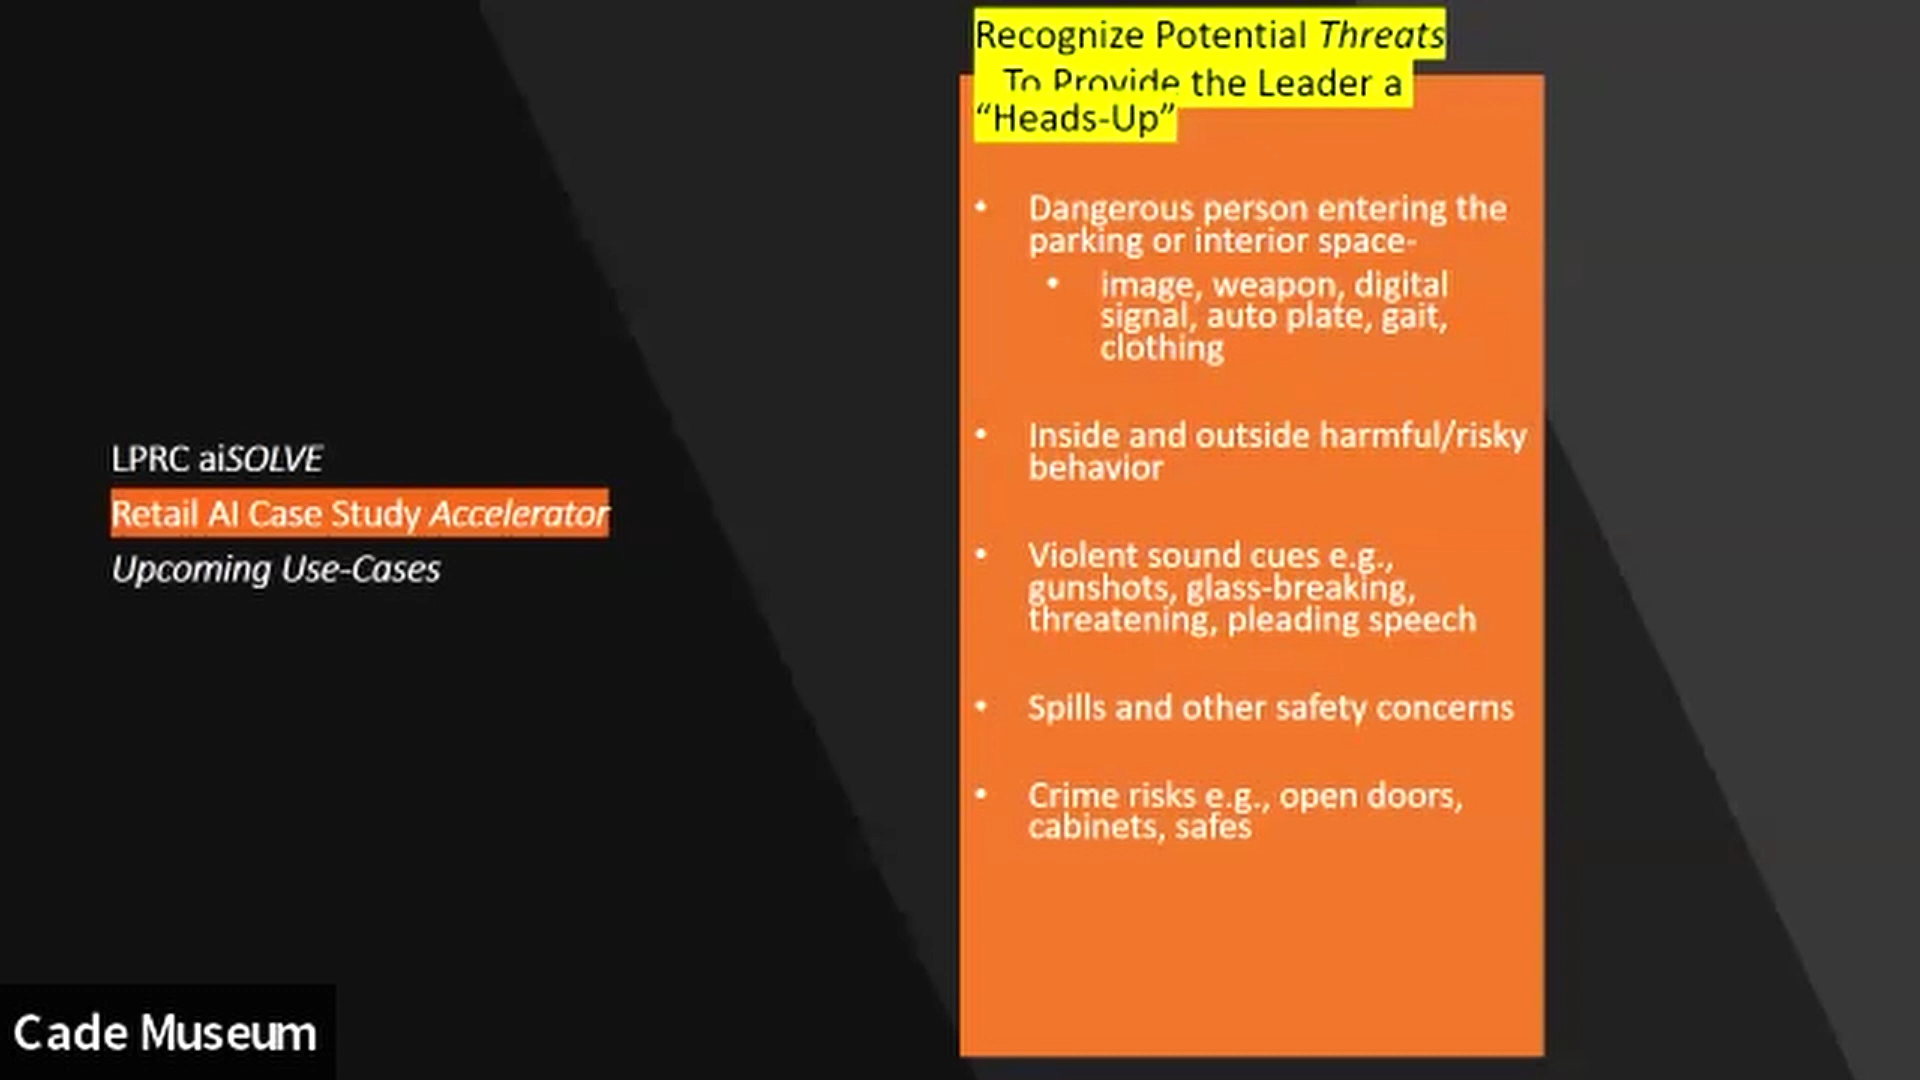 Recognize Potential Threats
To Provide the Leader a
“Heads-Up”
• Dangerous person entering the
parking or interior space-
• image, weapon, digital
signal, auto plate, gait,
clothing
• Inside and outside harmful/risky
behavior
• Violent sound cues e.g.,
gunshots, glass-breaking,
threatening, pleading speech
• Spills and other safety concerns
• Crime risks e.g., open doors,
cabinets, safes
LPRC aiSOLVE
Retail AI Case Study Accelerator
Upcoming Use-Cases
Cade Museum